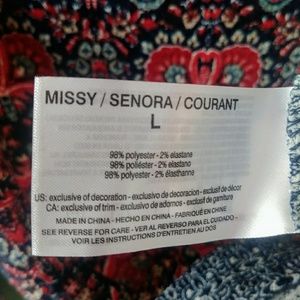 MISSY / SENORA / COURANT
L
98% polyester - 2% elastane
98% poliéster - 2% elastano
98% polyester - 2% élasthanne
US: exclusive of decoration - exclusivo de decoracion - exclusif de décor
CA: exclusive of trim - exclusivo de adornos - exclusif de garniture
MADE IN CHINA - HECHO EN CHINA - FABRIQUÉ EN CHINE
SEE REVERSE FOR CARE - VER AL REVERSO PARA EL CUIDADO -
VOIR LES INSTRUCTIONS D'ENTRETIEN AU DOS